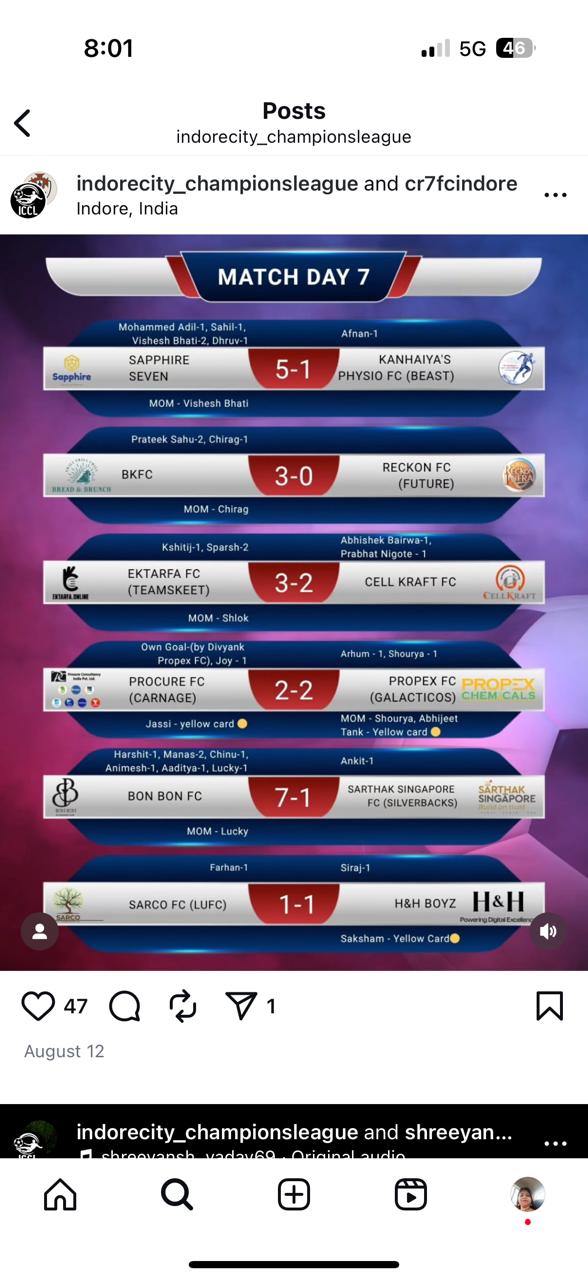 8:01
5G 46
Posts
indorecity_championsleague
indorecity_championsleague and cr7fcindore
ICCL
Indore, India
MATCH DAY 7
Mohammed Adil-1, Sahil-1,
Vishesh Bhati-2, Dhruv-1
Afnan-1
Sapphire
SAPPHIRE
SEVEN
5-1
KANHAIYA'S
PHYSIO FC (BEAST)
MOM - Vishesh Bhati
Prateek Sahu-2, Chirag-1
BREAD & BRUNCH
BKFC
3-0
RECKON FC
(FUTURE)
MOM - Chirag
Kshitij-1, Sparsh-2
Abhishek Bairwa-1,
Prabhat Nigote - 1
EKTARFA.ONLINE
EKTARFA FC
(TEAMSKEET)
3-2
CELL KRAFT FC
CELLKRAFT
MOM - Shlok
Own Goal-(by Divyank
Propex FC), Joy - 1
Arhum - 1, Shourya - 1
PROCURE FC
(CARNAGE)
2-2
PROPEX FC
(GALACTICOS)
PROPEX
CHEMICALS
Jassi - yellow card
MOM - Shourya, Abhijeet
Tank - Yellow card
Harshit-1, Manas-2, Chinu-1,
Animesh-1, Aaditya-1, Lucky-1
Ankit-1
BON BON FC
7-1
SARTHAK SINGAPORE
FC (SILVERBACKS)
SARTHAK
SINGAPORE
MOM - Lucky
Farhan-1
Siraj-1
SARCO
SARCO FC (LUFC)
1-1
H&H BOYZ
H&H
Powering Digital Excellence
Saksham - Yellow Card
47
1
August 12
indorecity_championsleague and shreeyan...
shreeyansh_yadav69 · Original audio